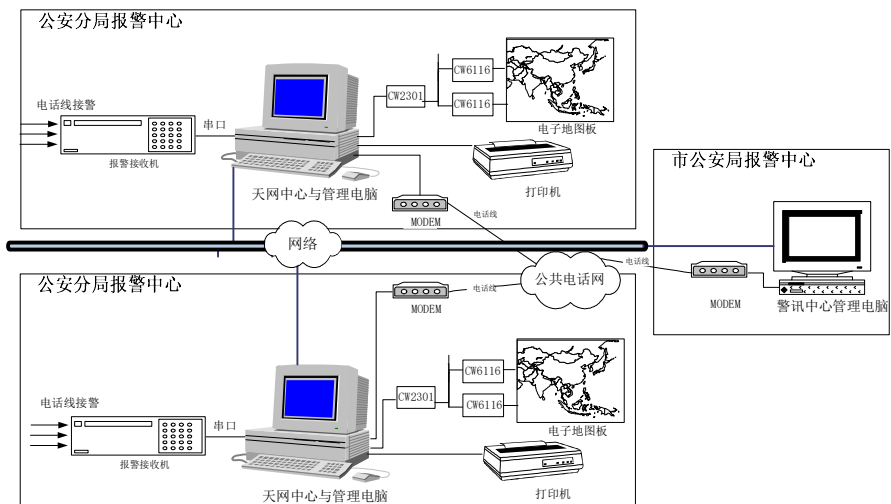 公安分局报警中心
电话线接警
报警接收机
串口
天网中心与管理电脑
CW2301
CW6116
CW6116
电子地图板
打印机
MODEM
电话线
网络
公共电话网
电话线
市公安局报警中心
MODEM
警讯中心管理电脑
公安分局报警中心
MODEM
电话线
电话线接警
报警接收机
串口
天网中心与管理电脑
CW2301
CW6116
CW6116
电子地图板
打印机